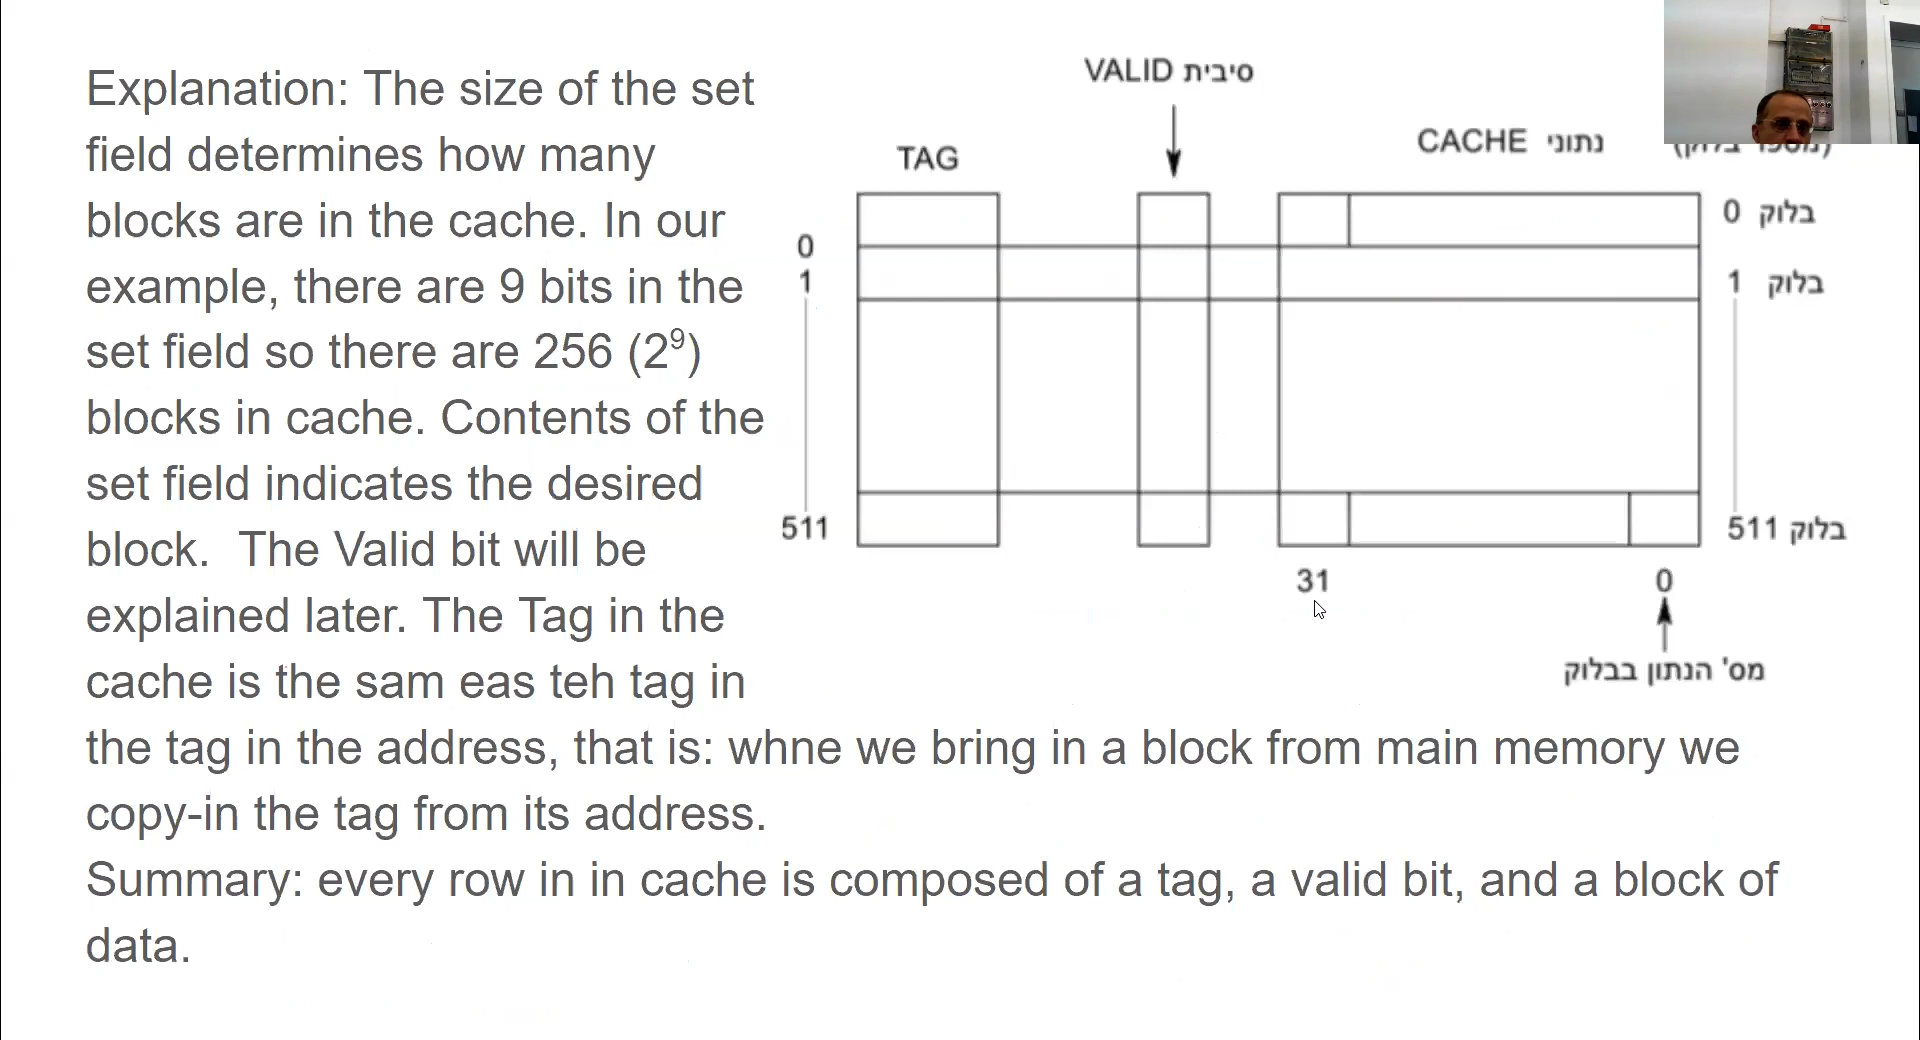 Explanation: The size of the set
field determines how many
blocks are in the cache. In our
example, there are 9 bits in the
set field so there are 256 (2⁹)
blocks in cache. Contents of the
set field indicates the desired
block.  The Valid bit will be
explained later. The Tag in the
cache is the sam eas teh tag in
the tag in the address, that is: whne we bring in a block from main memory we
copy-in the tag from its address.
Summary: every row in in cache is composed of a tag, a valid bit, and a block of
data.
סיבית VALID
TAG
נתוני CACHE
0
1
511
בלוק 0
בלוק 1
בלוק 511
31
0
מס' הנתון בבלוק